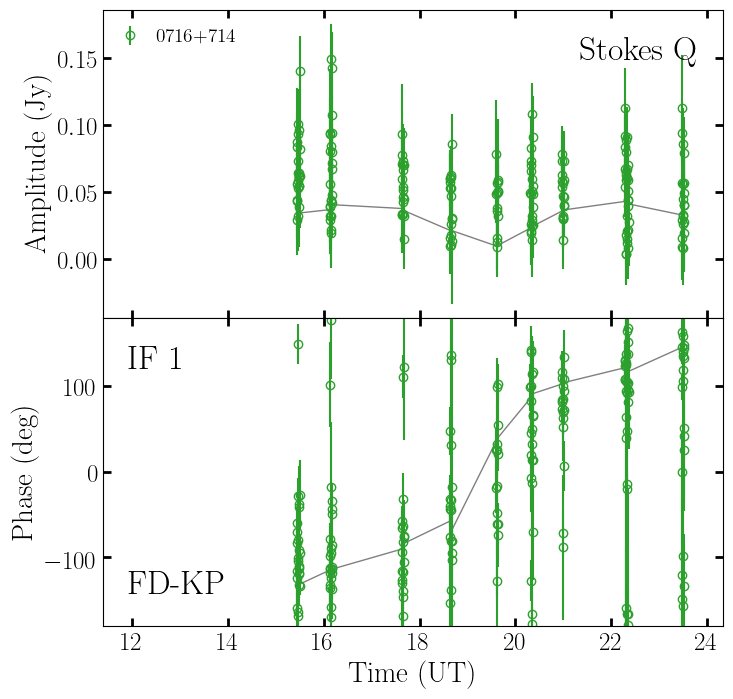 0716+714
Stokes Q
Amplitude (Jy)
0.15
0.10
0.05
0.00
IF 1
FD-KP
Phase (deg)
100
0
−100
12 14 16 18 20 22 24
Time (UT)